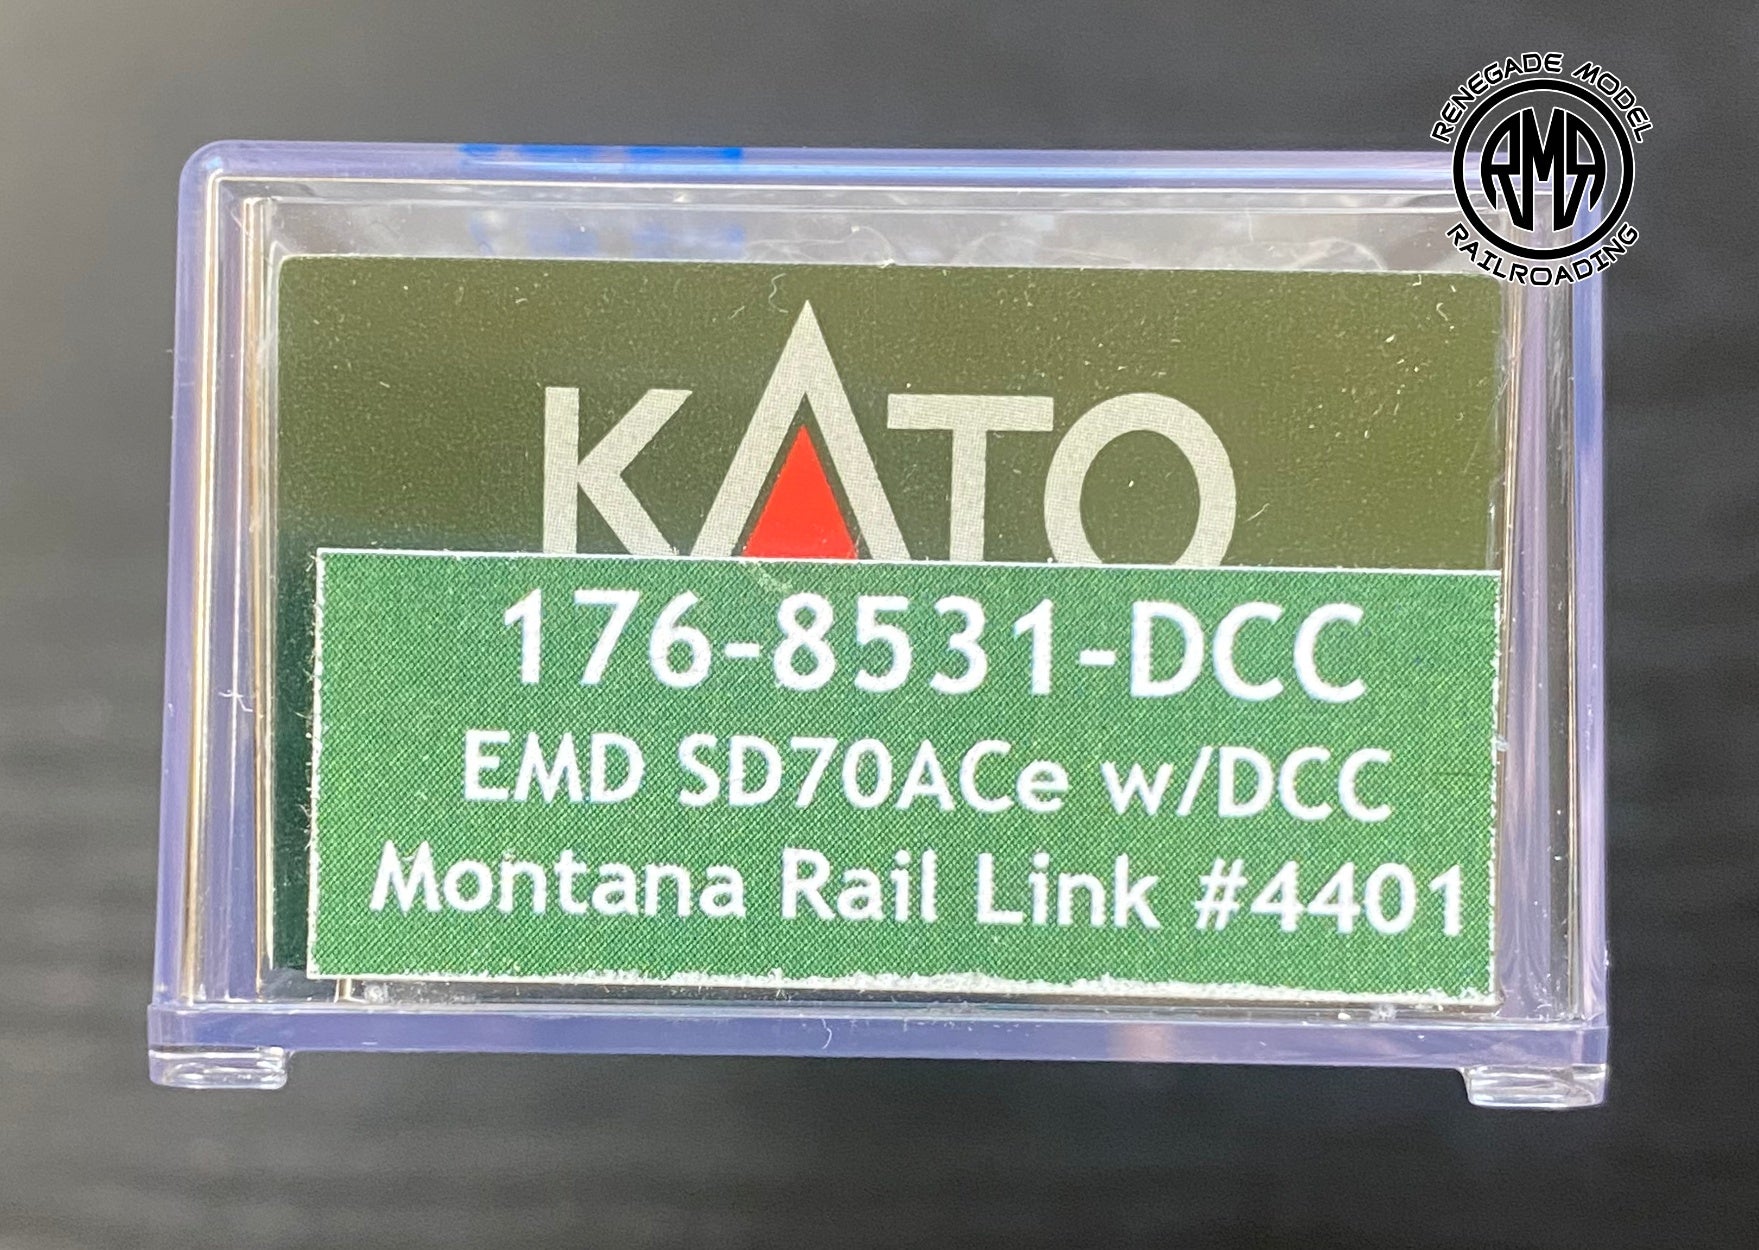 RENEGADE MODEL
RMR
RAILROADING
KATO
176-8531-DCC
EMD SD70ACe w/DCC
Montana Rail Link #4401